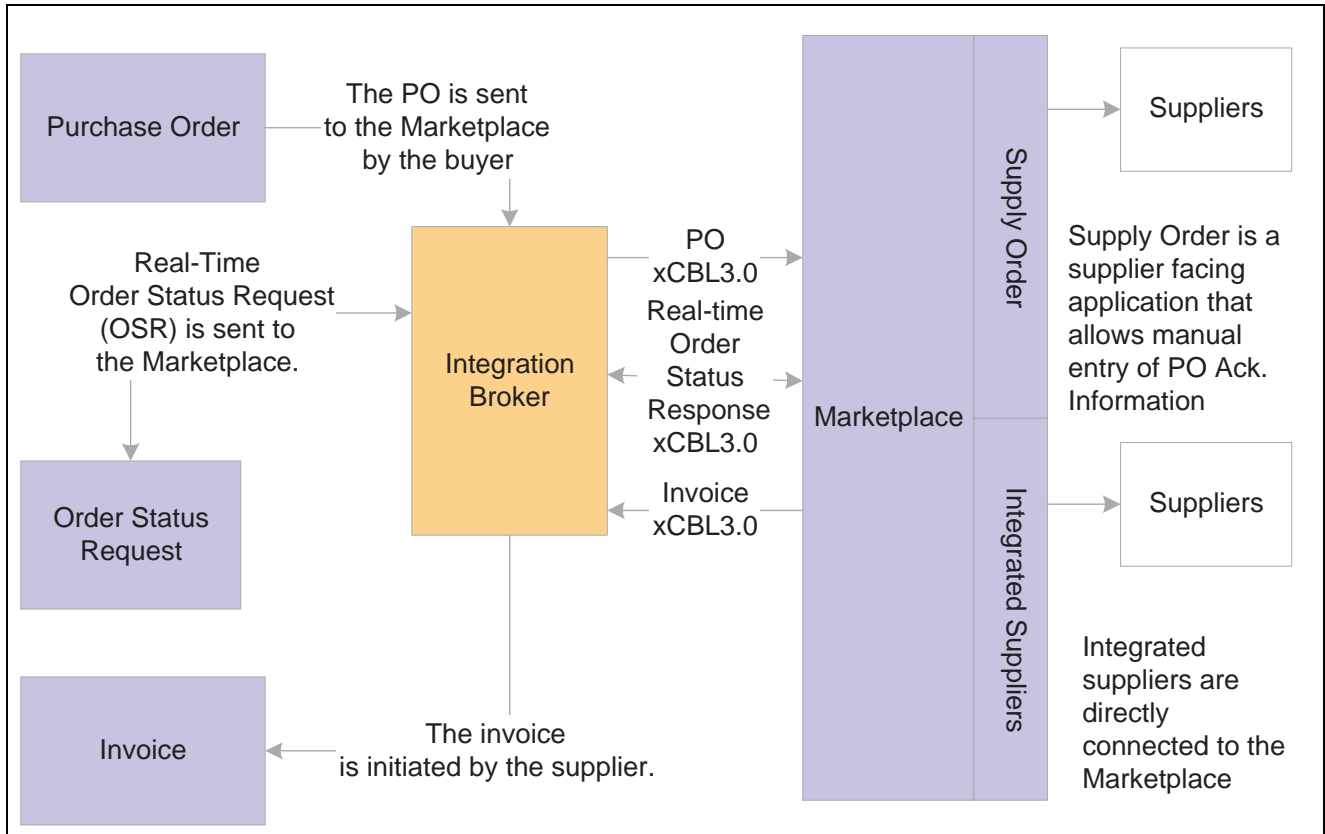 Purchase Order
The PO is sent
to the Marketplace
by the buyer
Real-Time
Order Status Request
(OSR) is sent to
the Marketplace.
Order Status
Request
Invoice
The invoice
is initiated by the supplier.
Integration
Broker
PO
xCBL3.0
Real-time
Order
Status
Response
xCBL3.0
Invoice
xCBL3.0
Marketplace
Supply Order
Integrated Suppliers
Suppliers
Supply Order is a
supplier facing
application that
allows manual
entry of PO Ack.
Information
Suppliers
Integrated
suppliers are
directly
connected to the
Marketplace